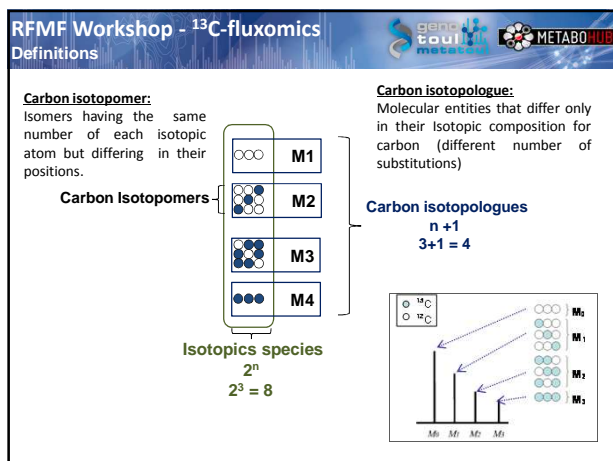 RFMF Workshop - ¹³C-fluxomics
Definitions
geno
toul
metatoul
METABOHUB
Carbon isotopomer:
Isomers having the same
number of each isotopic
atom but differing in their
positions.
Carbon Isotopomers
M1
M2
M3
M4
Isotopics species
2ⁿ
2³ = 8
Carbon isotopologue:
Molecular entities that differ only
in their Isotopic composition for
carbon (different number of
substitutions)
Carbon isotopologues
n +1
3+1 = 4
¹³C
¹²C
M₀
M₁
M₂
M₃
M₀ M₁ M₂ M₃